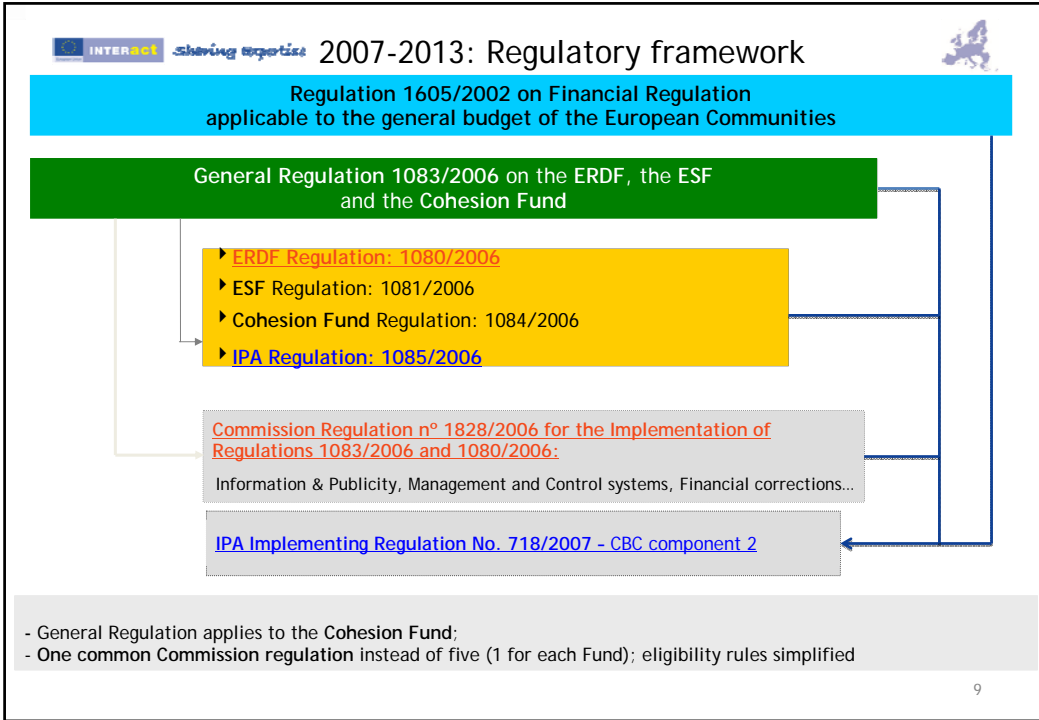 INTERact sharing expertise 2007-2013: Regulatory framework
Regulation 1605/2002 on Financial Regulation
applicable to the general budget of the European Communities
General Regulation 1083/2006 on the ERDF, the ESF
and the Cohesion Fund
ERDF Regulation: 1080/2006
ESF Regulation: 1081/2006
Cohesion Fund Regulation: 1084/2006
IPA Regulation: 1085/2006
Commission Regulation nº 1828/2006 for the Implementation of
Regulations 1083/2006 and 1080/2006:
Information & Publicity, Management and Control systems, Financial corrections…
IPA Implementing Regulation No. 718/2007 – CBC component 2
- General Regulation applies to the Cohesion Fund;
- One common Commission regulation instead of five (1 for each Fund); eligibility rules simplified
9